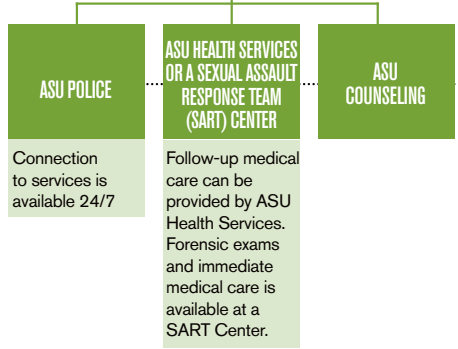 ASU POLICE
Connection
to services is
available 24/7
ASU HEALTH SERVICES
OR A SEXUAL ASSAULT
RESPONSE TEAM
(SART) CENTER
Follow-up medical
care can be
provided by ASU
Health Services.
Forensic exams
and immediate
medical care is
available at a
SART Center.
ASU
COUNSELING